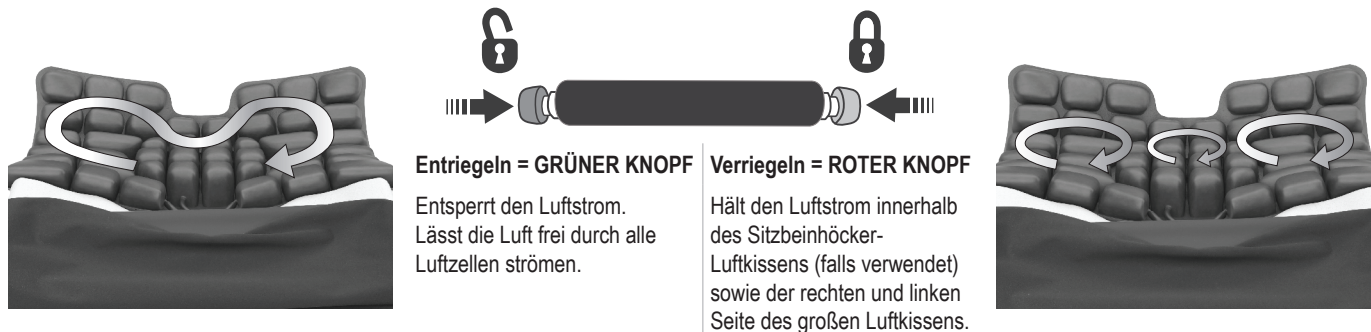 Entriegeln = GRÜNER KNOPF
Entsperrt den Luftstrom.
Lässt die Luft frei durch alle
Luftzellen strömen.
Verriegeln = ROTER KNOPF
Hält den Luftstrom innerhalb
des Sitzbeinhöcker-
Luftkissens (falls verwendet)
sowie der rechten und linken
Seite des großen Luftkissens.